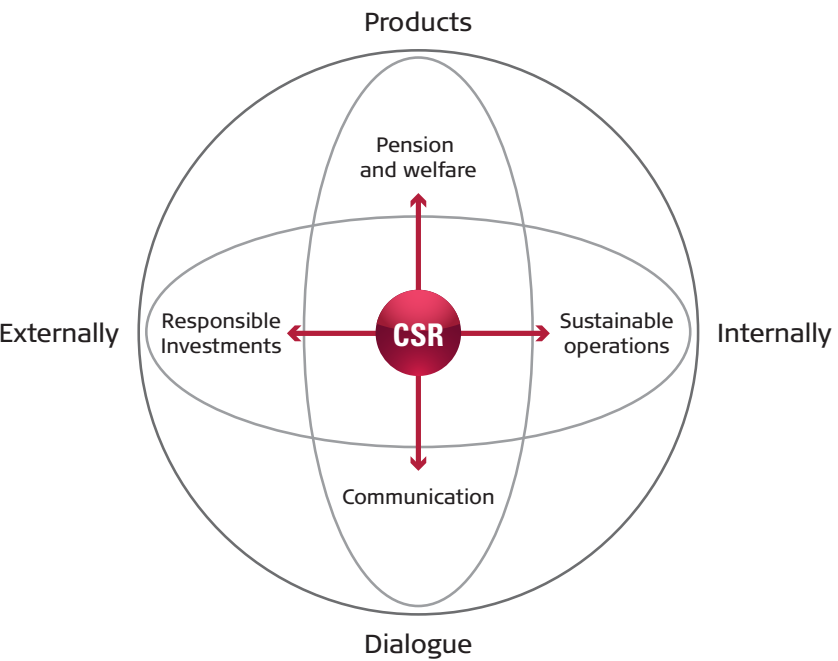 Products
Pension
and welfare
Externally
Responsible
Investments
CSR
Sustainable
operations
Internally
Communication
Dialogue